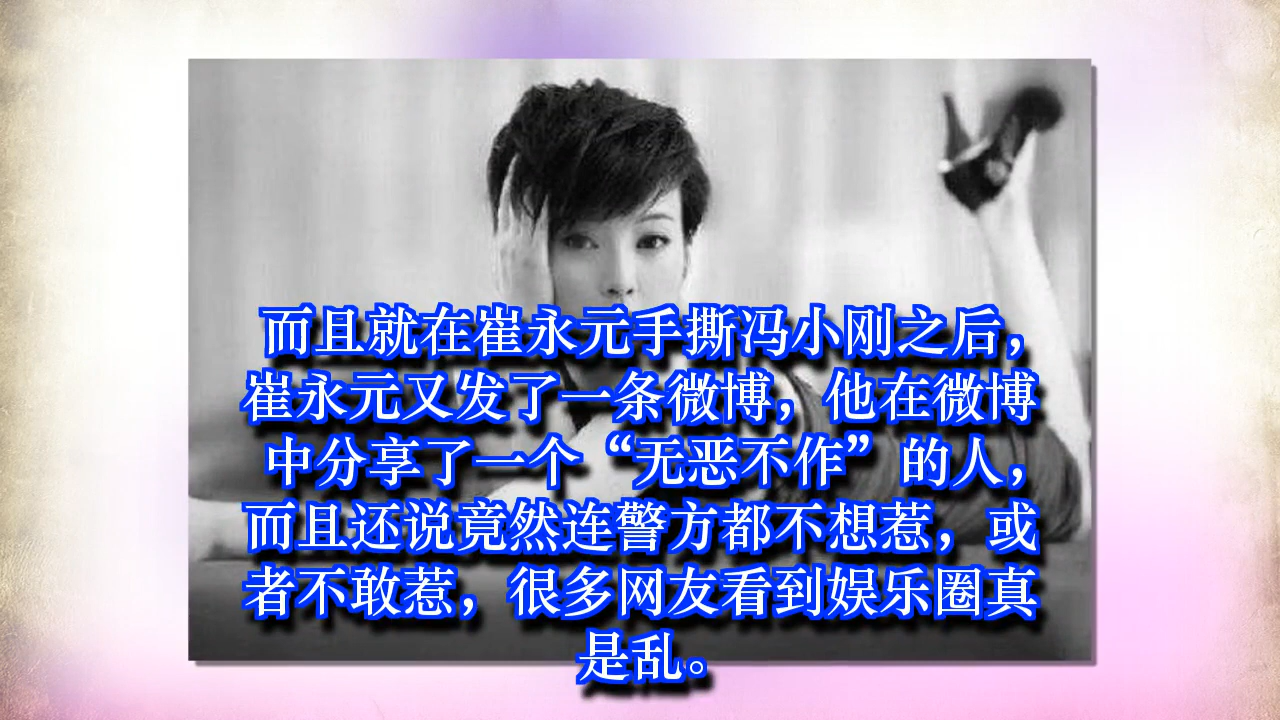 而且就在崔永元手撕冯小刚之后，
崔永元又发了一条微博，他在微博
中分享了一个“无恶不作”的人，
而且还说竟然连警方都不想惹，或
者不敢惹，很多网友看到娱乐圈真
是乱。